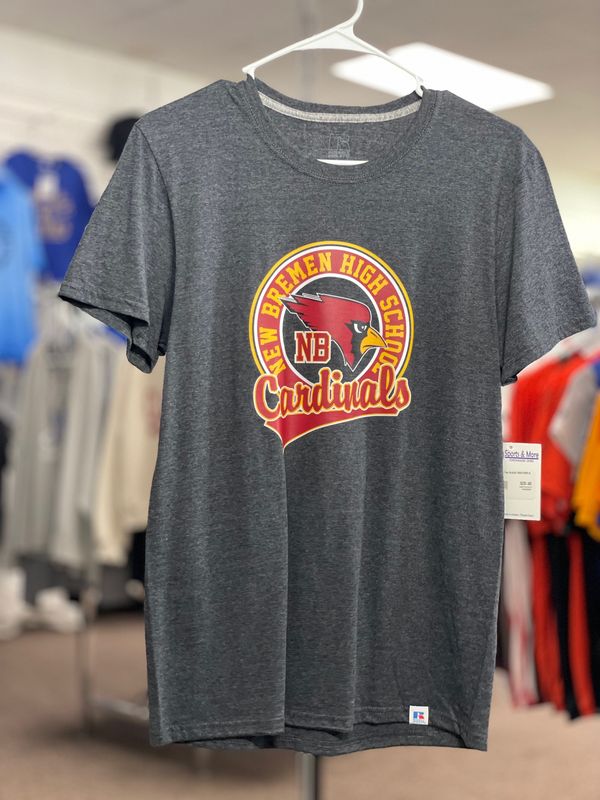 NEW BREMEN HIGH SCHOOL
NB
Cardinals
Sports & More
R